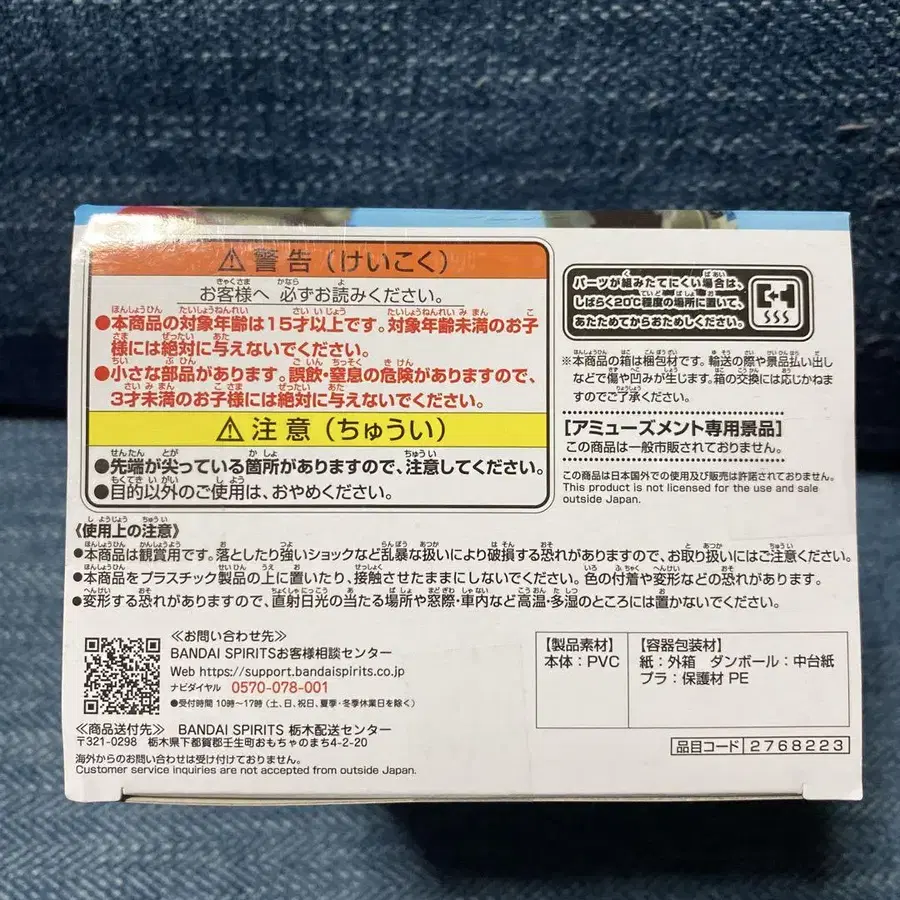 ⚠警告(けいこく)
お客様へ 必ずお読みください。
●本商品の対象年齢は15才以上です。対象年齢未満のお子
様には絶対に与えないでください。
●小さな部品があります。誤飲・窒息の危険がありますので、
3才未満のお子様には絶対に与えないでください。
⚠注意(ちゅうい)
●先端が尖っている箇所がありますので、注意してください。
●目的以外のご使用は、おやめください。
パーツが組みたてにくい場合は、
しばらく20℃程度の場所に置いて、
あたためてからおためしください。
※本商品の箱は梱包材です。輸送の際や景品払い出し
などで傷や凹みが生じます。箱の交換には応じかねま
すのでご了承ください。
[アミューズメント専用景品]
この商品は一般市販されておりません。
この商品は日本国外での使用及び販売は許諾されておりません。
This product is not licensed for the use and sale
outside Japan.
《使用上の注意》
●本商品は観賞用です。落としたり強いショックなど乱暴な扱いにより破損する恐れがありますので、お取り扱いにはご注意ください。
●本商品をプラスチック製品の上に置いたり、接触させたままにしないでください。色の付着や変形などの恐れがあります。
●変形する恐れがありますので、直射日光の当たる場所や窓際・車内など高温・多湿のところには置かないでください。
≪お問い合わせ先≫
BANDAI SPIRITSお客様相談センター
Web https://support.bandaispirits.co.jp
ナビダイヤル 0570-078-001
●受付時間 10時〜17時(土、日、祝日、夏季・冬季休業日を除く)
≪商品送付先≫ BANDAI SPIRITS 栃木配送センター
〒321-0298 栃木県下都賀郡壬生町おもちゃのまち4-2-20
海外からのお問い合わせは受け付けておりません。
Customer service inquiries are not accepted from outside Japan.
【製品素材】
本体:PVC
【容器包装材】
紙:外箱 ダンボール:中台紙
プラ:保護材 PE
品目コード 2768223